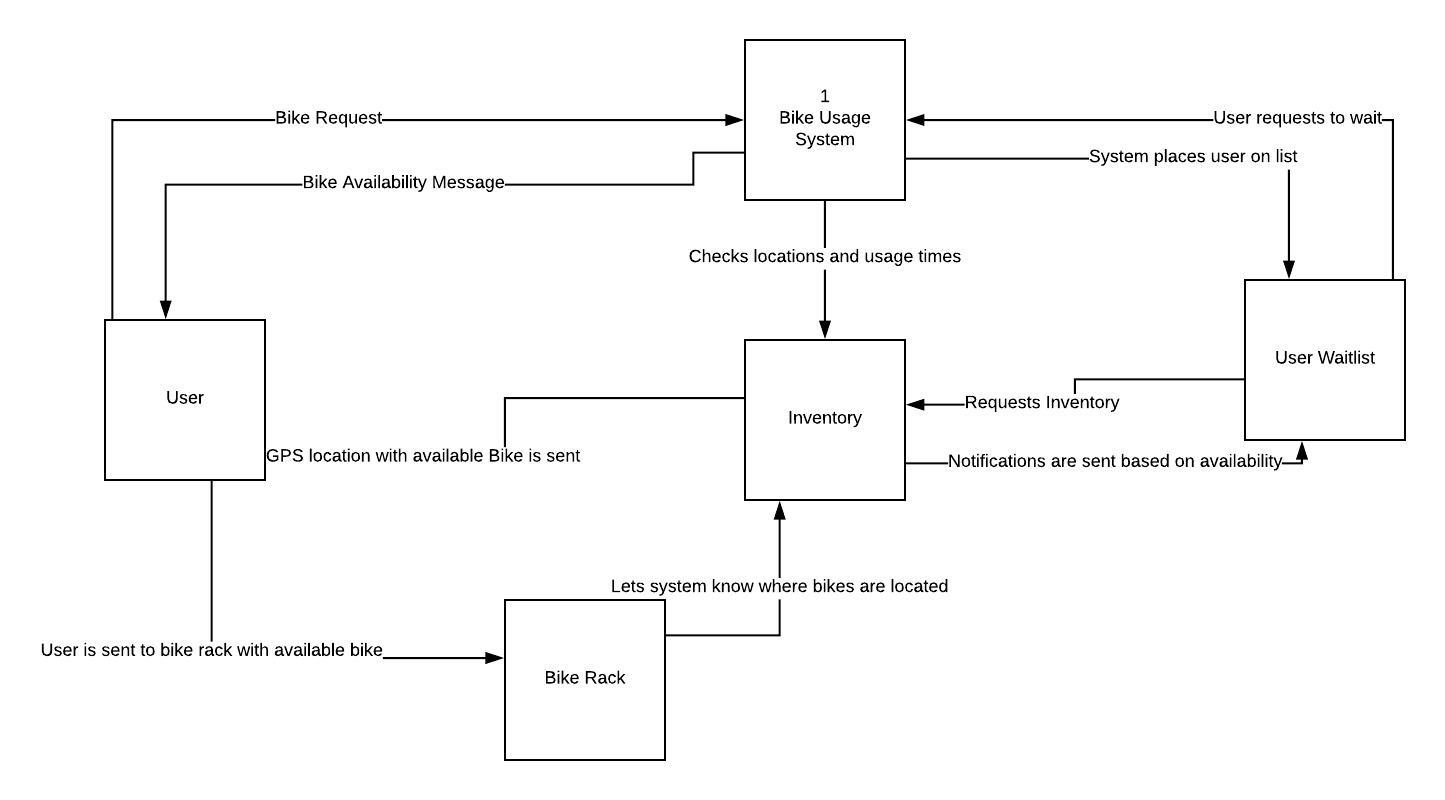 1
Bike Usage
System
Bike Request
User requests to wait
System places user on list
Bike Availability Message
Checks locations and usage times
User
Inventory
User Waitlist
Requests Inventory
GPS location with available Bike is sent
Notifications are sent based on availability
Lets system know where bikes are located
User is sent to bike rack with available bike
Bike Rack